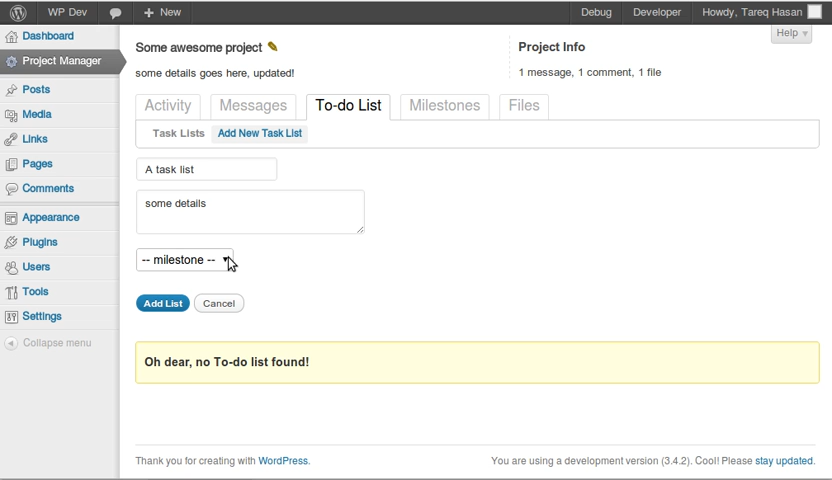 WP Dev
New
Debug
Developer
Howdy, Tareq Hasan
Dashboard
Project Manager
Posts
Media
Links
Pages
Comments
Appearance
Plugins
Users
Tools
Settings
Collapse menu
Help
Some awesome project
some details goes here, updated!
Project Info
1 message, 1 comment, 1 file
Activity
Messages
To-do List
Milestones
Files
Task Lists
Add New Task List
A task list
some details
-- milestone --
Add List
Cancel
Oh dear, no To-do list found!
Thank you for creating with WordPress.
You are using a development version (3.4.2). Cool! Please stay updated.